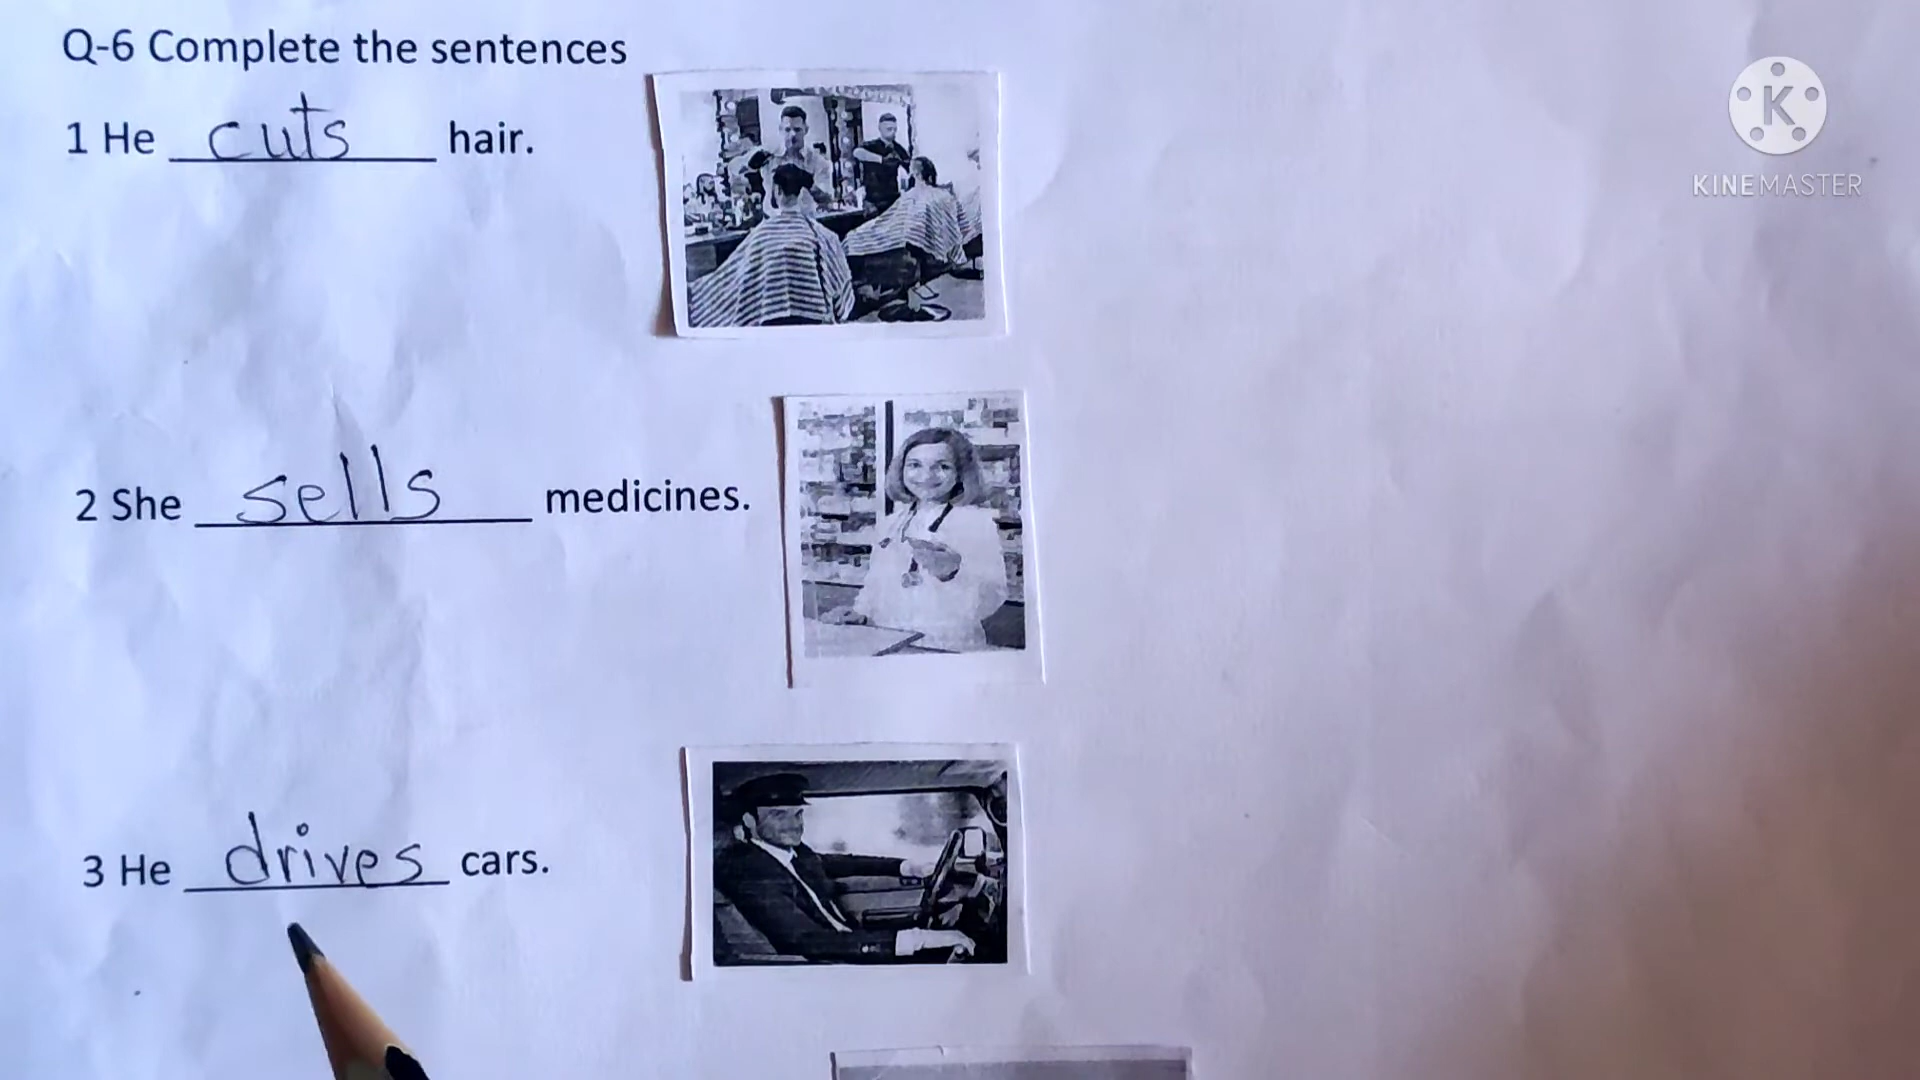 Q-6 Complete the sentences
1 He cuts hair.
K
KINEMASTER
2 She sells medicines.
3 He drives cars.